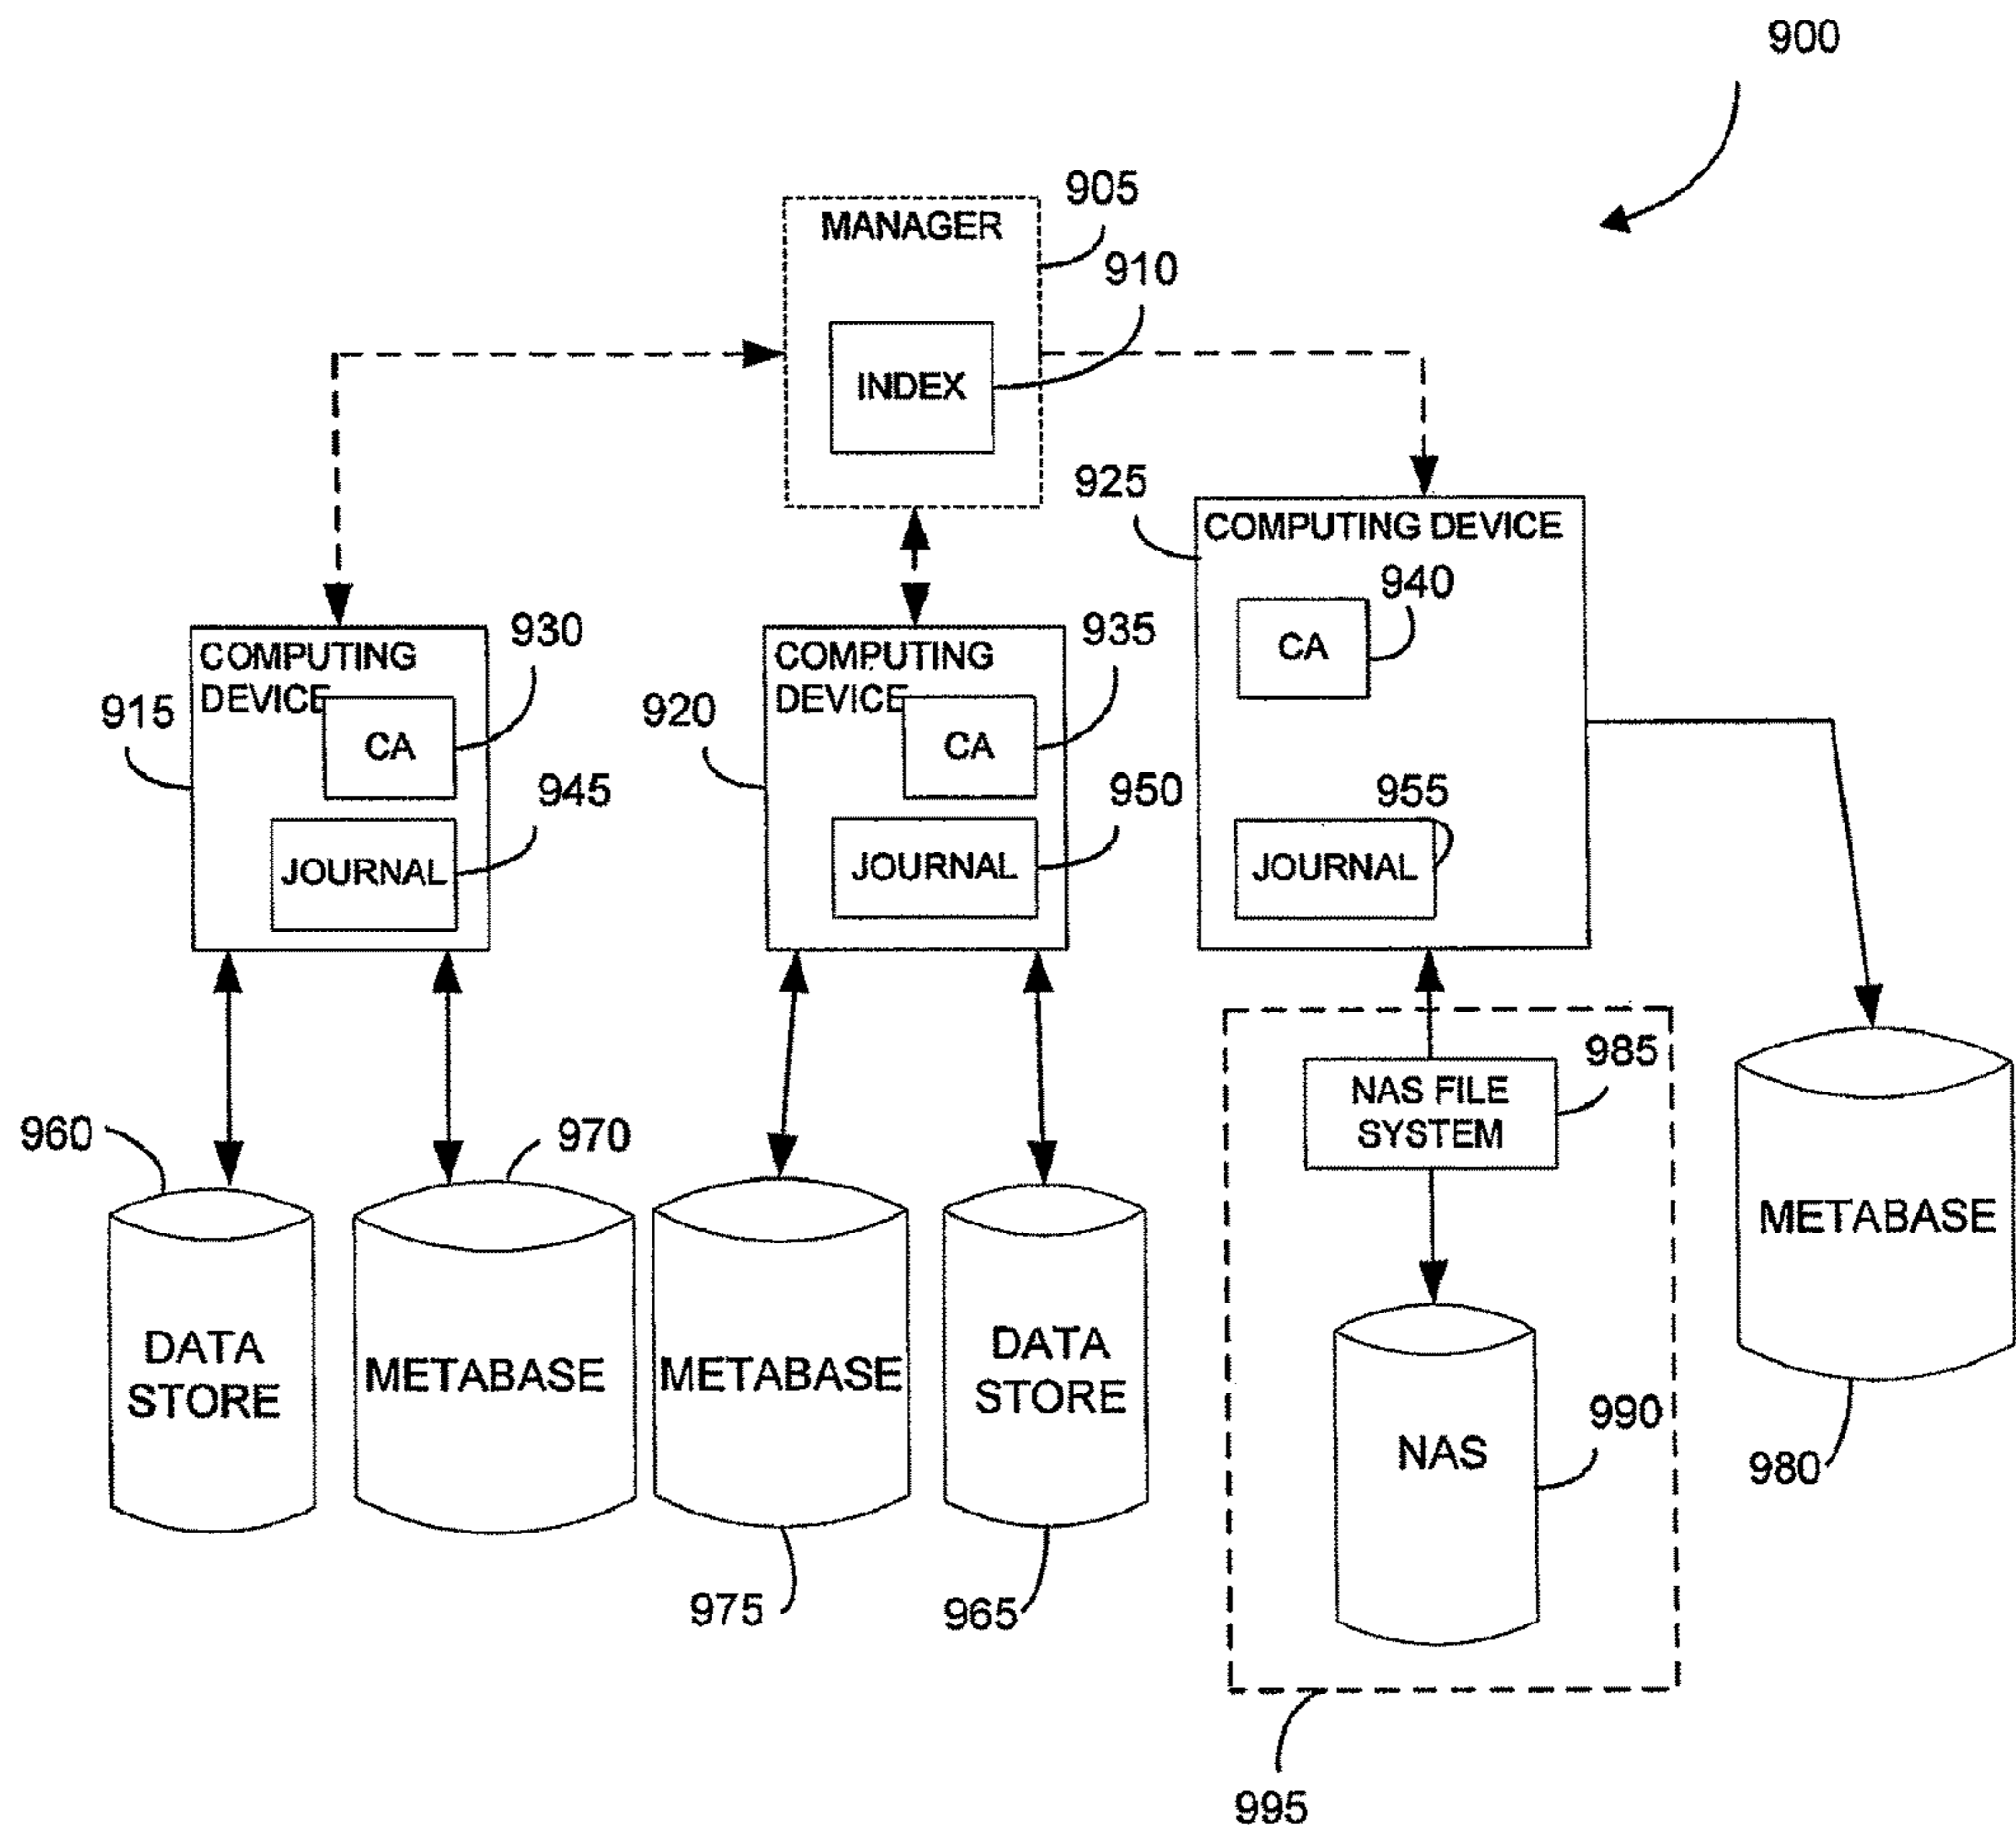 900
905
MANAGER
910
INDEX
925
COMPUTING DEVICE
940
CA
930
COMPUTING
DEVICE
915
CA
945
JOURNAL
935
COMPUTING
DEVICE
920
CA
950
JOURNAL
955
JOURNAL
985
NAS FILE
SYSTEM
960
970
METABASE
DATA
STORE
METABASE
METABASE
DATA
STORE
990
NAS
980
975
965
995